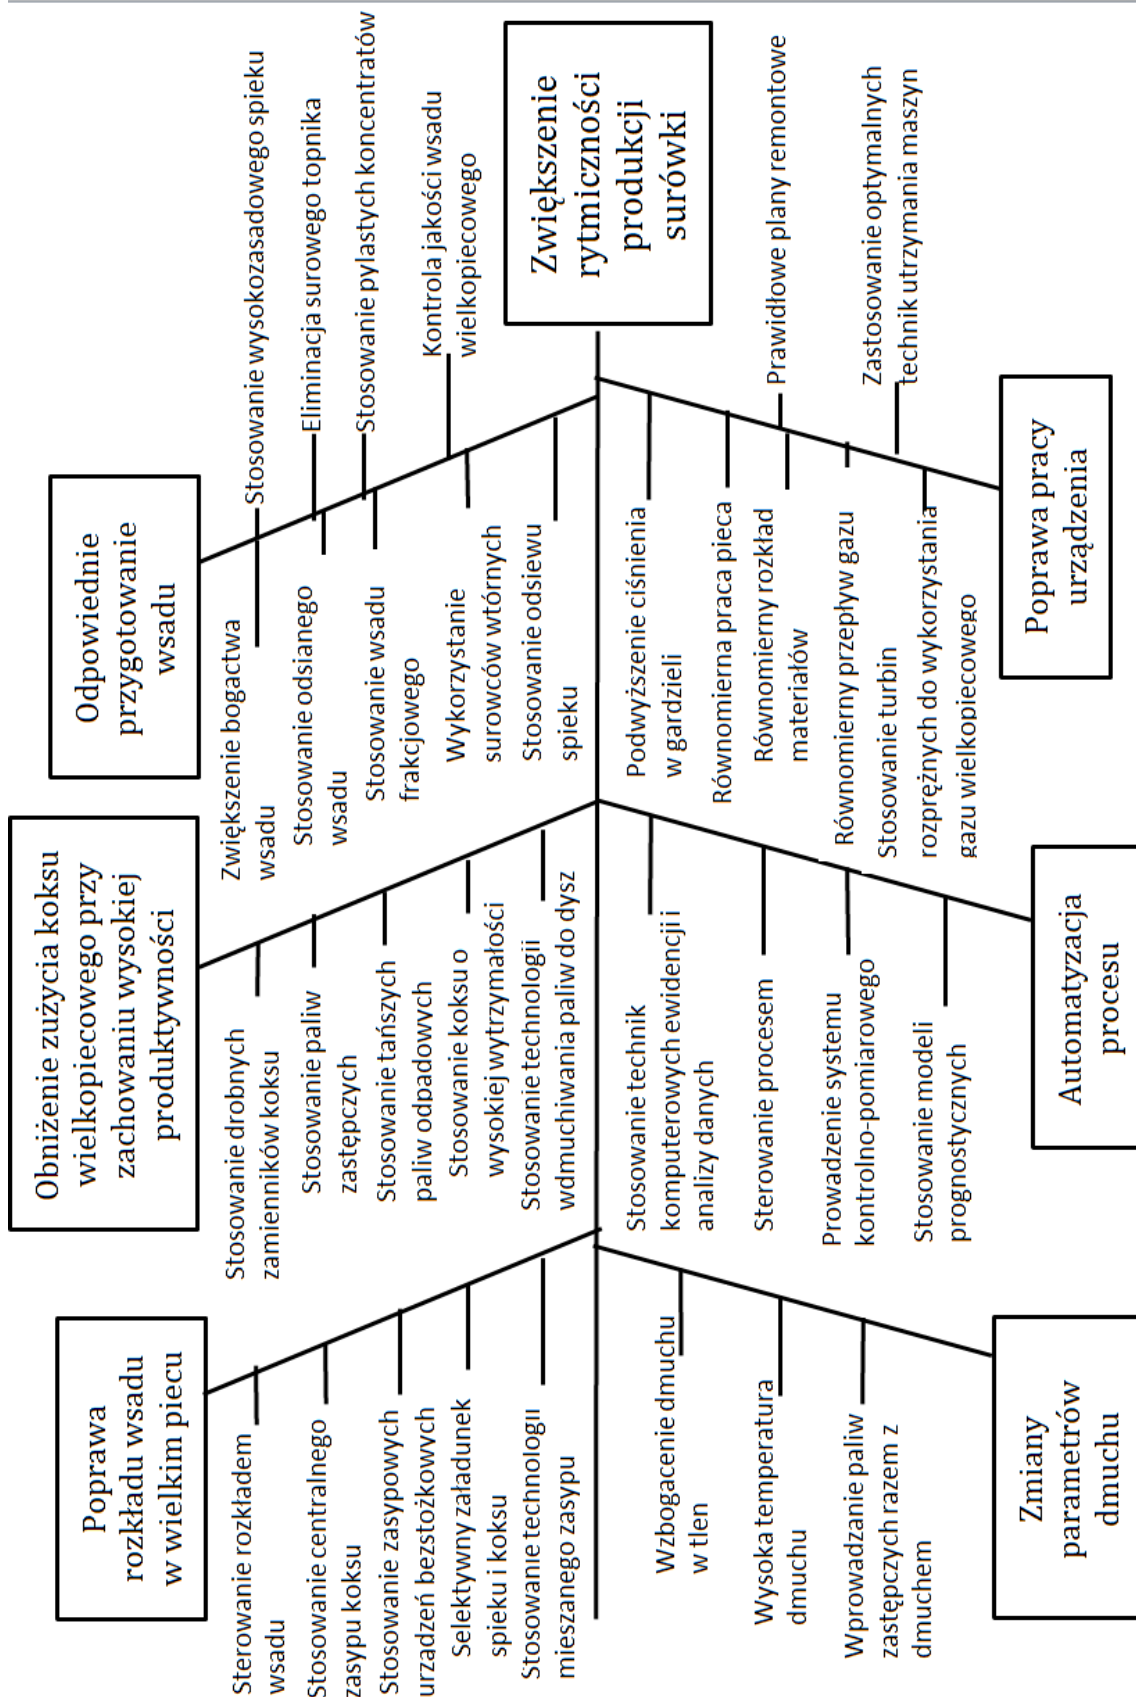 Poprawa
rozkładu wsadu
w wielkim piecu
Sterowanie rozkładem
wsadu
Stosowanie centralnego
zasypu koksu
Stosowanie zasypowych
urządzeń bezstożkowych
Selektywny załadunek
spieku i koksu
Stosowanie technologii
mieszanego zasypu
Obniżenie zużycia koksu
wielkopiecowego przy
zachowaniu wysokiej
produktywności
Stosowanie drobnych
zamienników koksu
Stosowanie paliw
zastępczych
Stosowanie tańszych
paliw odpadowych
Stosowanie koksu o
wysokiej wytrzymałości
Stosowanie technologii
wdmuchiwania paliw do dysz
Odpowiednie
przygotowanie
wsadu
Zwiększenie bogactwa
wsadu
Stosowanie odsianego
wsadu
Stosowanie wsadu
frakcjowego
Wykorzystanie
surowców wtórnych
Stosowanie odsiewu
spieku
Stosowanie wysokozasadowego spieku
Eliminacja surowego topnika
Stosowanie pylastych koncentratów
Kontrola jakości wsadu
wielkopiecowego
Zwiększenie
rytmiczności
produkcji
surówki
Wzbogacenie dmuchu
w tlen
Wysoka temperatura
dmuchu
Wprowadzanie paliw
zastępczych razem z
dmuchem
Zmiany
parametrów
dmuchu
Stosowanie technik
komputerowych ewidencji i
analizy danych
Sterowanie procesem
Prowadzenie systemu
kontrolno-pomiarowego
Stosowanie modeli
prognostycznych
Automatyzacja
procesu
Podwyższenie ciśnienia
w gardzieli
Równomierna praca pieca
Równomierny rozkład
materiałów
Równomierny przepływ gazu
Stosowanie turbin
rozprężnych do wykorzystania
gazu wielkopiecowego
Prawidłowe plany remontowe
Zastosowanie optymalnych
technik utrzymania maszyn
Poprawa pracy
urządzenia